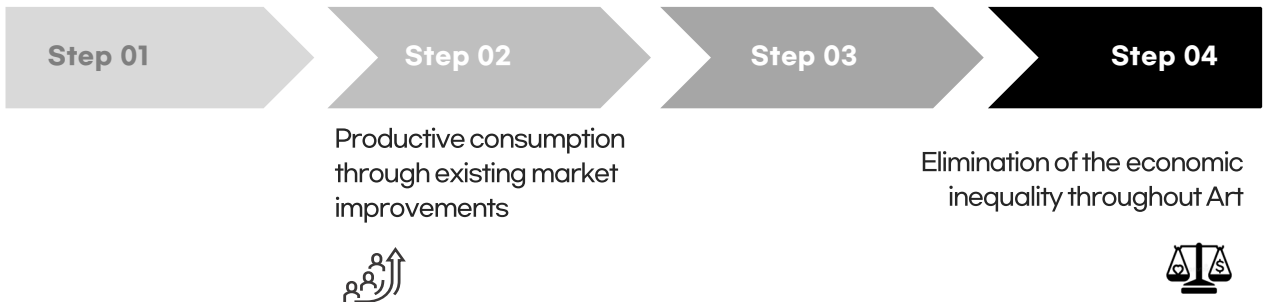 Step 01
Step 02
Step 03
Step 04
Productive consumption
through existing market
improvements
Elimination of the economic
inequality throughout Art
$